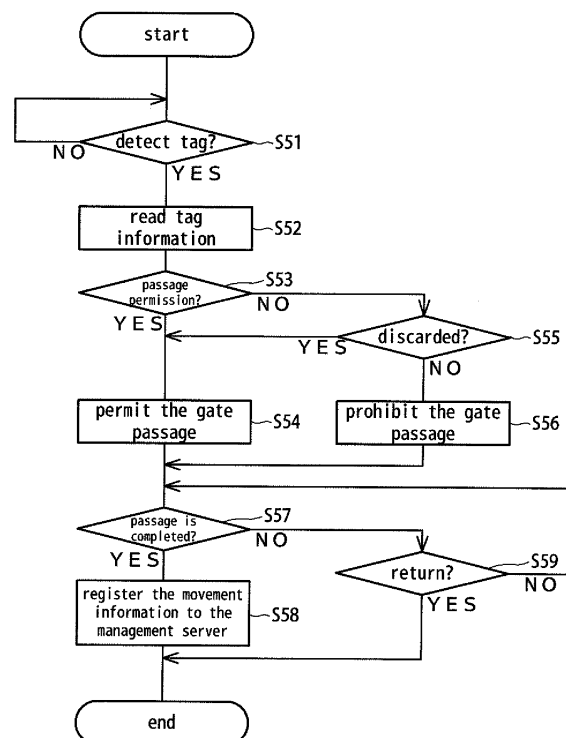 start
detect tag?
S51
NO
YES
read tag
information
S52
passage
permission?
S53
NO
YES
discarded?
S55
YES
NO
permit the gate
passage
S54
prohibit the gate
passage
S56
passage is
completed?
S57
NO
YES
return?
S59
NO
YES
register the movement
information to the
management server
S58
end